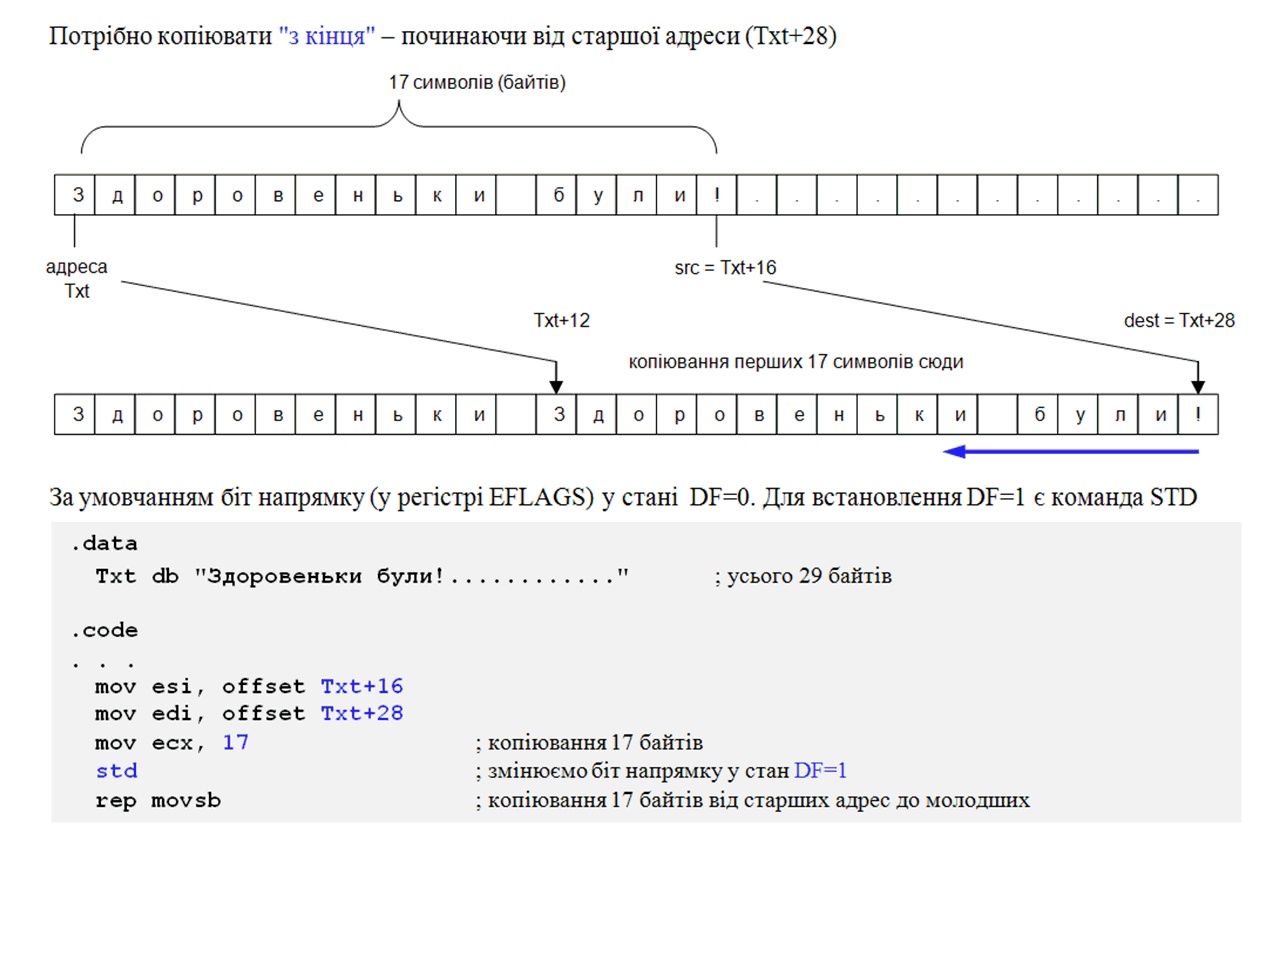 Потрібно копіювати "з кінця" – починаючи від старшої адреси (Txt+28)
17 символів (байтів)
З д о р о в е н ь к и б у л и ! . . . . . . . . . . . .
адреса
Txt
src = Txt+16
Txt+12
dest = Txt+28
копіювання перших 17 символів сюди
З д о р о в е н ь к и З д о р о в е н ь к и б у л и !
За умовчанням біт напрямку (у регістрі EFLAGS) у стані DF=0. Для встановлення DF=1 є команда STD
.data
Txt db "Здоровеньки були!............" ; усього 29 байтів
.code
. . .
mov esi, offset Txt+16
mov edi, offset Txt+28
mov ecx, 17 ; копіювання 17 байтів
std ; змінюємо біт напрямку у стан DF=1
rep movsb ; копіювання 17 байтів від старших адрес до молодших